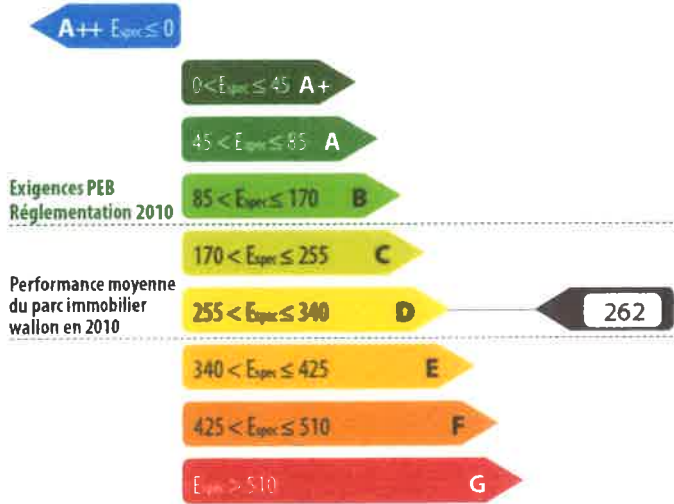 A++ Espec ≤ 0
0 < Espec ≤ 45 A+
45 < Espec ≤ 85 A
Exigences PEB
Réglementation 2010
85 < Espec ≤ 170 B
170 < Espec ≤ 255 C
Performance moyenne
du parc immobilier
wallon en 2010
255 < Espec ≤ 340 D
262
340 < Espec ≤ 425 E
425 < Espec ≤ 510 F
Espec > 510 G